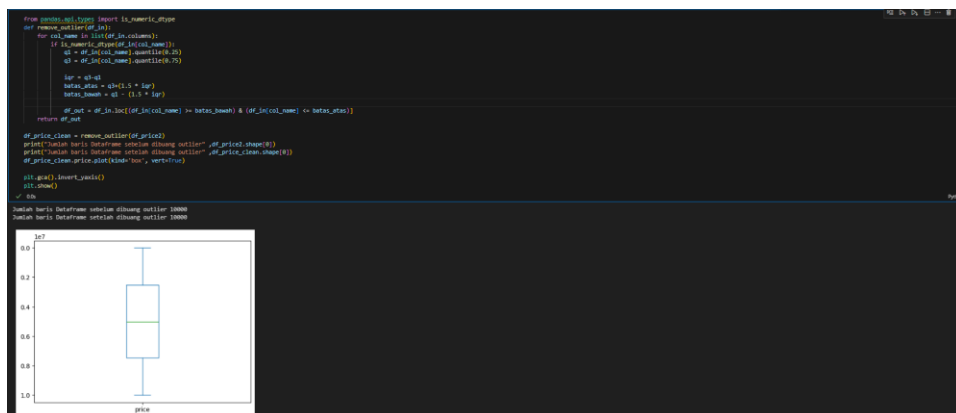 from pandas.api.types import is_numeric_dtype
def remove_outlier(df_in):
for col_name in list(df_in.columns):
if is_numeric_dtype(df_in[col_name]):
q1 = df_in[col_name].quantile(0.25)
q3 = df_in[col_name].quantile(0.75)
iqr = q3-q1
batas_atas = q3+(1.5 * iqr)
batas_bawah = q1 - (1.5 * iqr)
df_out = df_in.loc[(df_in[col_name] >= batas_bawah) & (df_in[col_name] <= batas_atas)]
return df_out
df_price_clean = remove_outlier(df_price2)
print("Jumlah baris Dataframe sebelum dibuang outlier" ,df_price2.shape[0])
print("Jumlah baris Dataframe setelah dibuang outlier" ,df_price_clean.shape[0])
df_price_clean.price.plot(kind='box', vert=True)
plt.gca().invert_yaxis()
plt.show()
Jumlah baris Dataframe sebelum dibuang outlier 10000
Jumlah baris Dataframe setelah dibuang outlier 10000
1e7
0.0
0.2
0.4
0.6
0.8
1.0
price